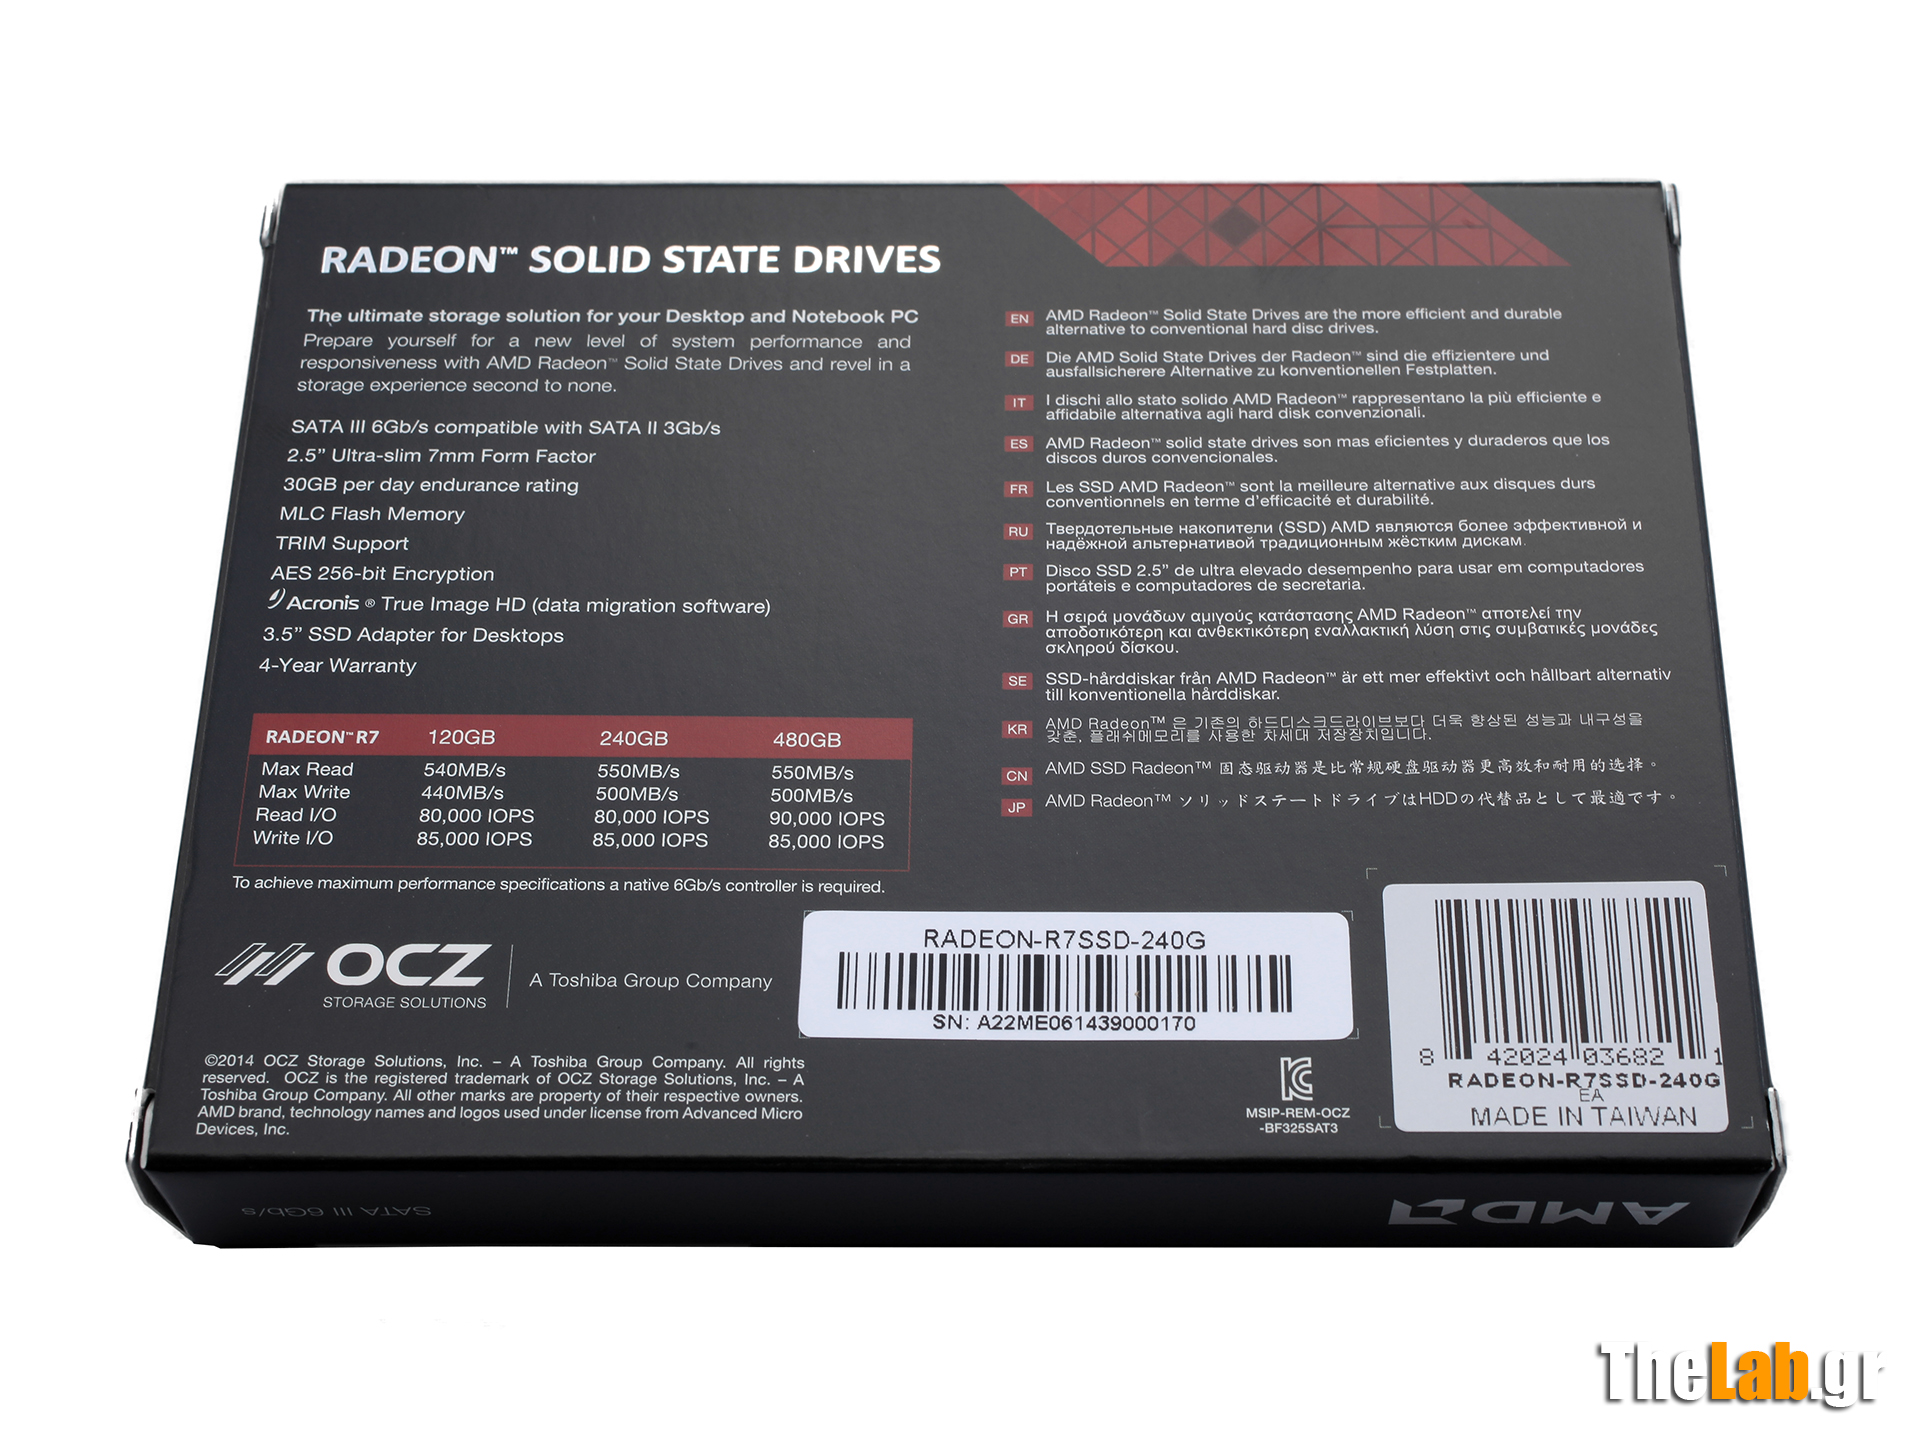 RADEON™ SOLID STATE DRIVES
The ultimate storage solution for your Desktop and Notebook PC
Prepare yourself for a new level of system performance and
responsiveness with AMD Radeon™ Solid State Drives and revel in a
storage experience second to none.
SATA III 6Gb/s compatible with SATA II 3Gb/s
2.5” Ultra-slim 7mm Form Factor
30GB per day endurance rating
MLC Flash Memory
TRIM Support
AES 256-bit Encryption
Acronis ® True Image HD (data migration software)
3.5” SSD Adapter for Desktops
4-Year Warranty
RADEON™ R7 120GB 240GB 480GB
Max Read 540MB/s 550MB/s 550MB/s
Max Write 440MB/s 500MB/s 500MB/s
Read I/O 80,000 IOPS 80,000 IOPS 90,000 IOPS
Write I/O 85,000 IOPS 85,000 IOPS 85,000 IOPS
To achieve maximum performance specifications a native 6Gb/s controller is required.
EN AMD Radeon™ Solid State Drives are the more efficient and durable
alternative to conventional hard disc drives.
DE Die AMD Solid State Drives der Radeon™ sind die effizientere und
ausfallsicherere Alternative zu konventionellen Festplatten.
IT I dischi allo stato solido AMD Radeon™ rappresentano la più efficiente e
affidabile alternativa agli hard disk convenzionali.
ES AMD Radeon™ solid state drives son mas eficientes y duraderos que los
discos duros convencionales.
FR Les SSD AMD Radeon™ sont la meilleure alternative aux disques durs
conventionnels en terme d’efficacité et durabilité.
RU Твердотельные накопители (SSD) AMD являются более эффективной и
надёжной альтернативой традиционным жёстким дискам.
PT Disco SSD 2.5” de ultra elevado desempenho para usar em computadores
portáteis e computadores de secretaria.
GR Η σειρά μονάδων αμιγούς κατάστασης AMD Radeon™ αποτελεί την
αποδοτικότερη και ανθεκτικότερη εναλλακτική λύση στις συμβατικές μονάδες
σκληρού δίσκου.
SE SSD-hårddiskar från AMD Radeon™ är ett mer effektivt och hållbart alternativ
till konventionella hårddiskar.
KR AMD Radeon™ 은 기존의 하드디스크드라이브보다 더욱 향상된 성능과 내구성을
갖춘, 플래쉬메모리를 사용한 차세대 저장장치입니다.
CN AMD SSD Radeon™ 固态驱动器是比常规硬盘驱动器更高效和耐用的选择。
JP AMD Radeon™ ソリッドステートドライブはHDDの代替品として最適です。
OCZ
STORAGE SOLUTIONS
A Toshiba Group Company
RADEON-R7SSD-240G
SN: A22ME061439000170
©2014 OCZ Storage Solutions, Inc. – A Toshiba Group Company. All rights
reserved. OCZ is the registered trademark of OCZ Storage Solutions, Inc. – A
Toshiba Group Company. All other marks are property of their respective owners.
AMD brand, technology names and logos used under license from Advanced Micro
Devices, Inc.
MSIP-REM-OCZ
-BF325SAT3
8 42024 03682 1
RADEON-R7SSD-240G
EA
MADE IN TAIWAN
SATA III 6Gb/s
AMD
TheLab.gr